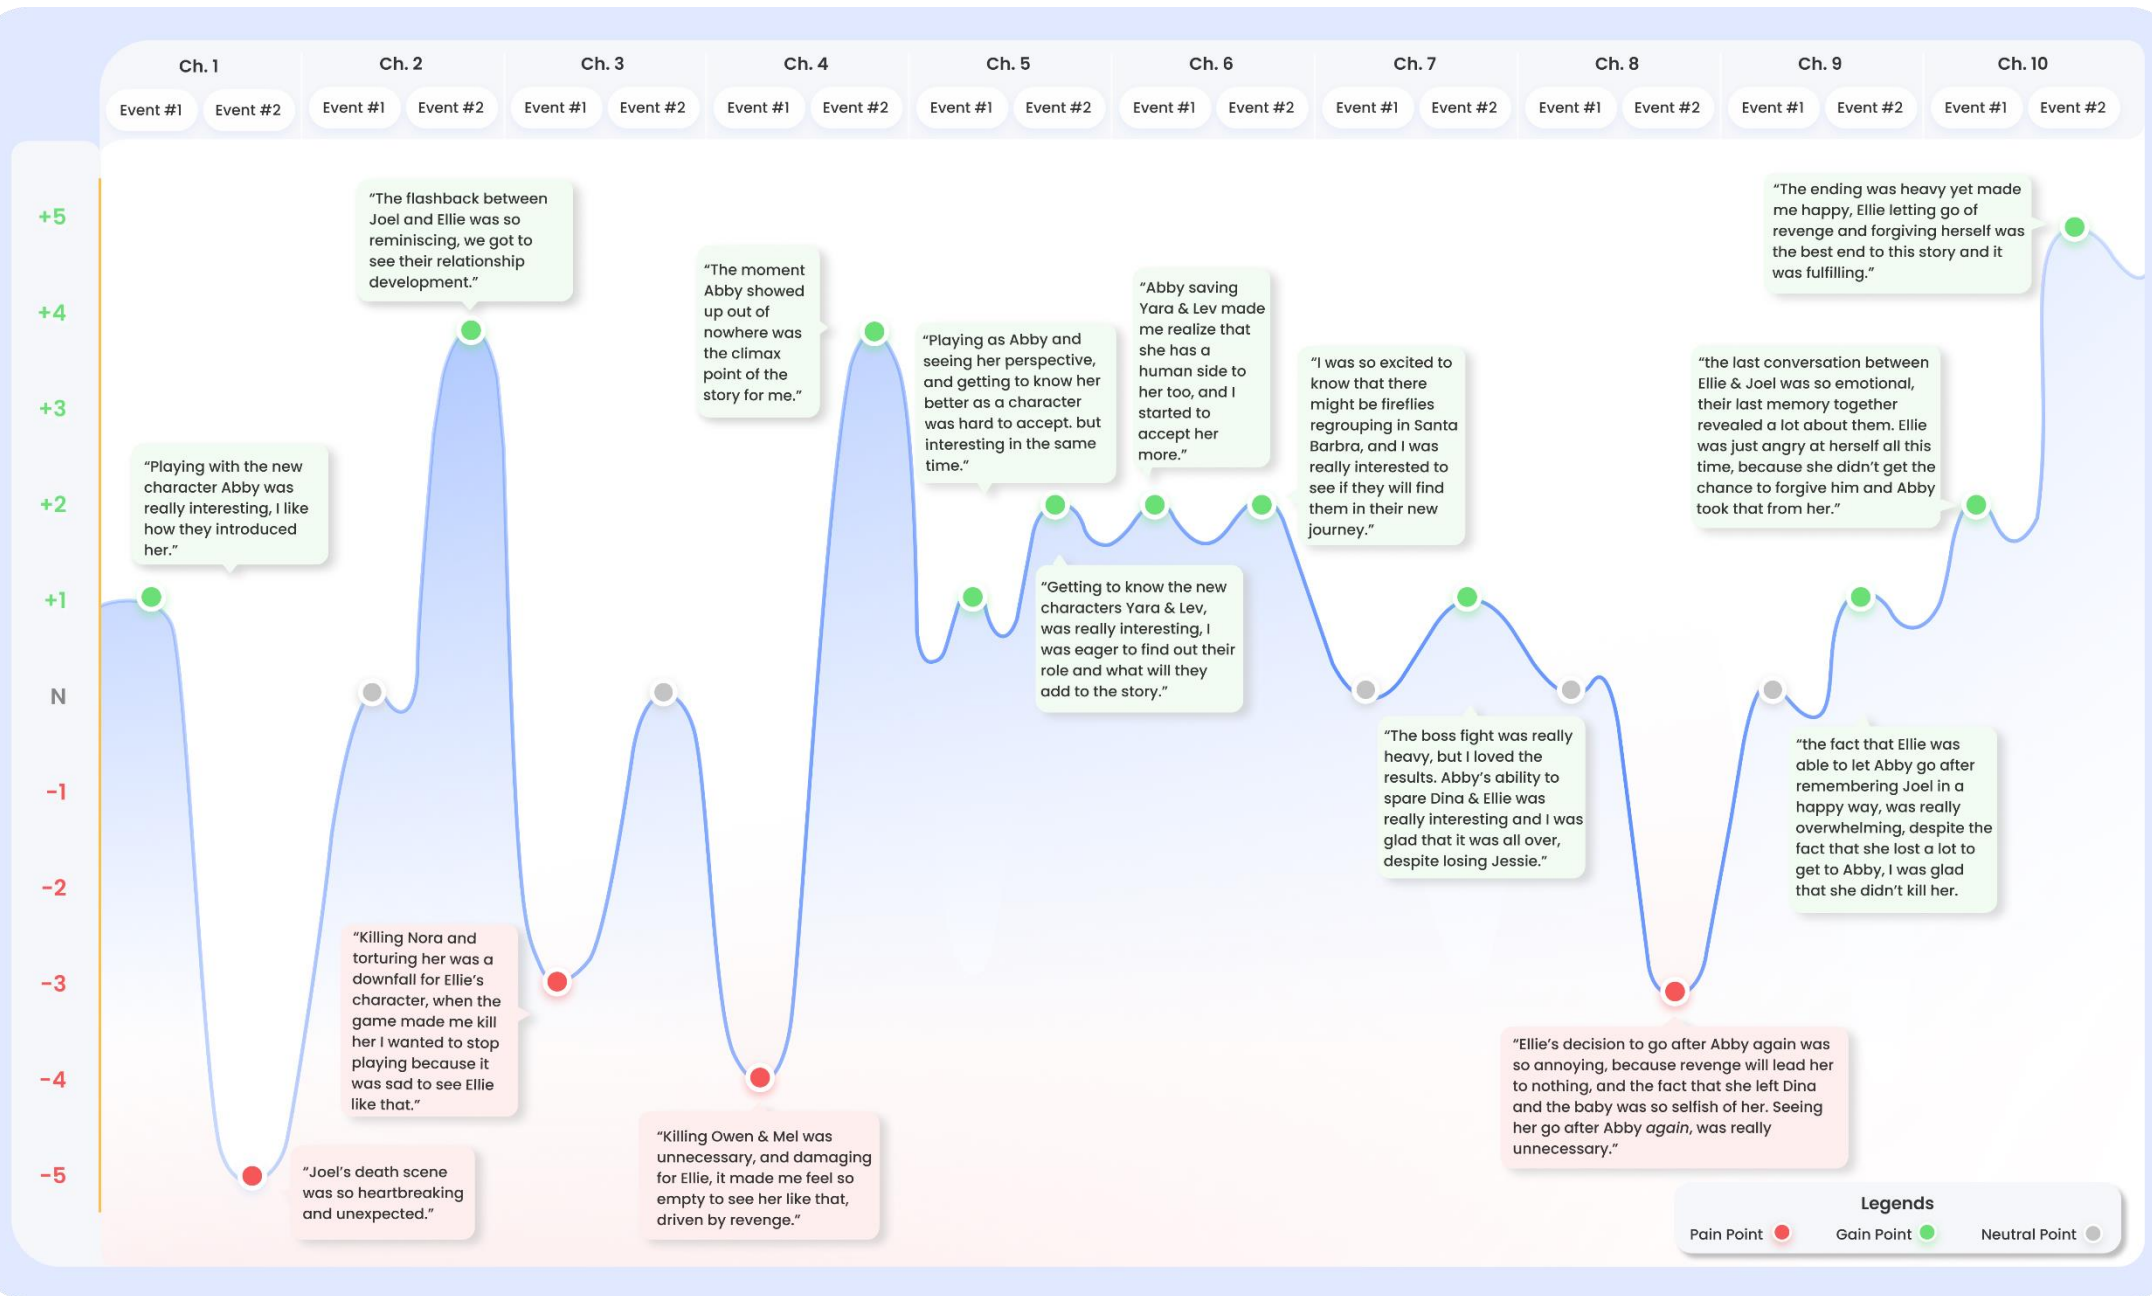 Ch. 1
Ch. 2
Ch. 3
Ch. 4
Ch. 5
Ch. 6
Ch. 7
Ch. 8
Ch. 9
Ch. 10
Event #1
Event #2
Event #1
Event #2
Event #1
Event #2
Event #1
Event #2
Event #1
Event #2
Event #1
Event #2
Event #1
Event #2
Event #1
Event #2
Event #1
Event #2
Event #1
Event #2
+5
+4
+3
+2
+1
N
-1
-2
-3
-4
-5
“Playing with the new
character Abby was
really interesting, I like
how they introduced
her.”
“Joel’s death scene
was so heartbreaking
and unexpected.”
“The flashback between
Joel and Ellie was so
reminiscing, we got to
see their relationship
development.”
“Killing Nora and
torturing her was a
downfall for Ellie’s
character, when the
game made me kill
her I wanted to stop
playing because it
was sad to see Ellie
like that.”
“Killing Owen & Mel was
unnecessary, and damaging
for Ellie, it made me feel so
empty to see her like that,
driven by revenge.”
“The moment
Abby showed
up out of
nowhere was
the climax
point of the
story for me.”
“Playing as Abby and
seeing her perspective,
and getting to know her
better as a character
was hard to accept. but
interesting in the same
time.”
“Getting to know the new
characters Yara & Lev,
was really interesting, I
was eager to find out their
role and what will they
add to the story.”
“Abby saving
Yara & Lev made
me realize that
she has a
human side to
her too, and I
started to
accept her
more.”
“I was so excited to
know that there
might be fireflies
regrouping in Santa
Barbra, and I was
really interested to
see if they will find
them in their new
journey.”
“The boss fight was really
heavy, but I loved the
results. Abby’s ability to
spare Dina & Ellie was
really interesting and I was
glad that it was all over,
despite losing Jessie.”
“Ellie’s decision to go after Abby again was
so annoying, because revenge will lead her
to nothing, and the fact that she left Dina
and the baby was so selfish of her. Seeing
her go after Abby again, was really
unnecessary.”
“the fact that Ellie was
able to let Abby go after
remembering Joel in a
happy way, was really
overwhelming, despite the
fact that she lost a lot to
get to Abby, I was glad
that she didn’t kill her.
“the last conversation between
Ellie & Joel was so emotional,
their last memory together
revealed a lot about them. Ellie
was just angry at herself all this
time, because she didn’t get the
chance to forgive him and Abby
took that from her.”
“The ending was heavy yet made
me happy, Ellie letting go of
revenge and forgiving herself was
the best end to this story and it
was fulfilling.”
Legends
Pain Point
Gain Point
Neutral Point